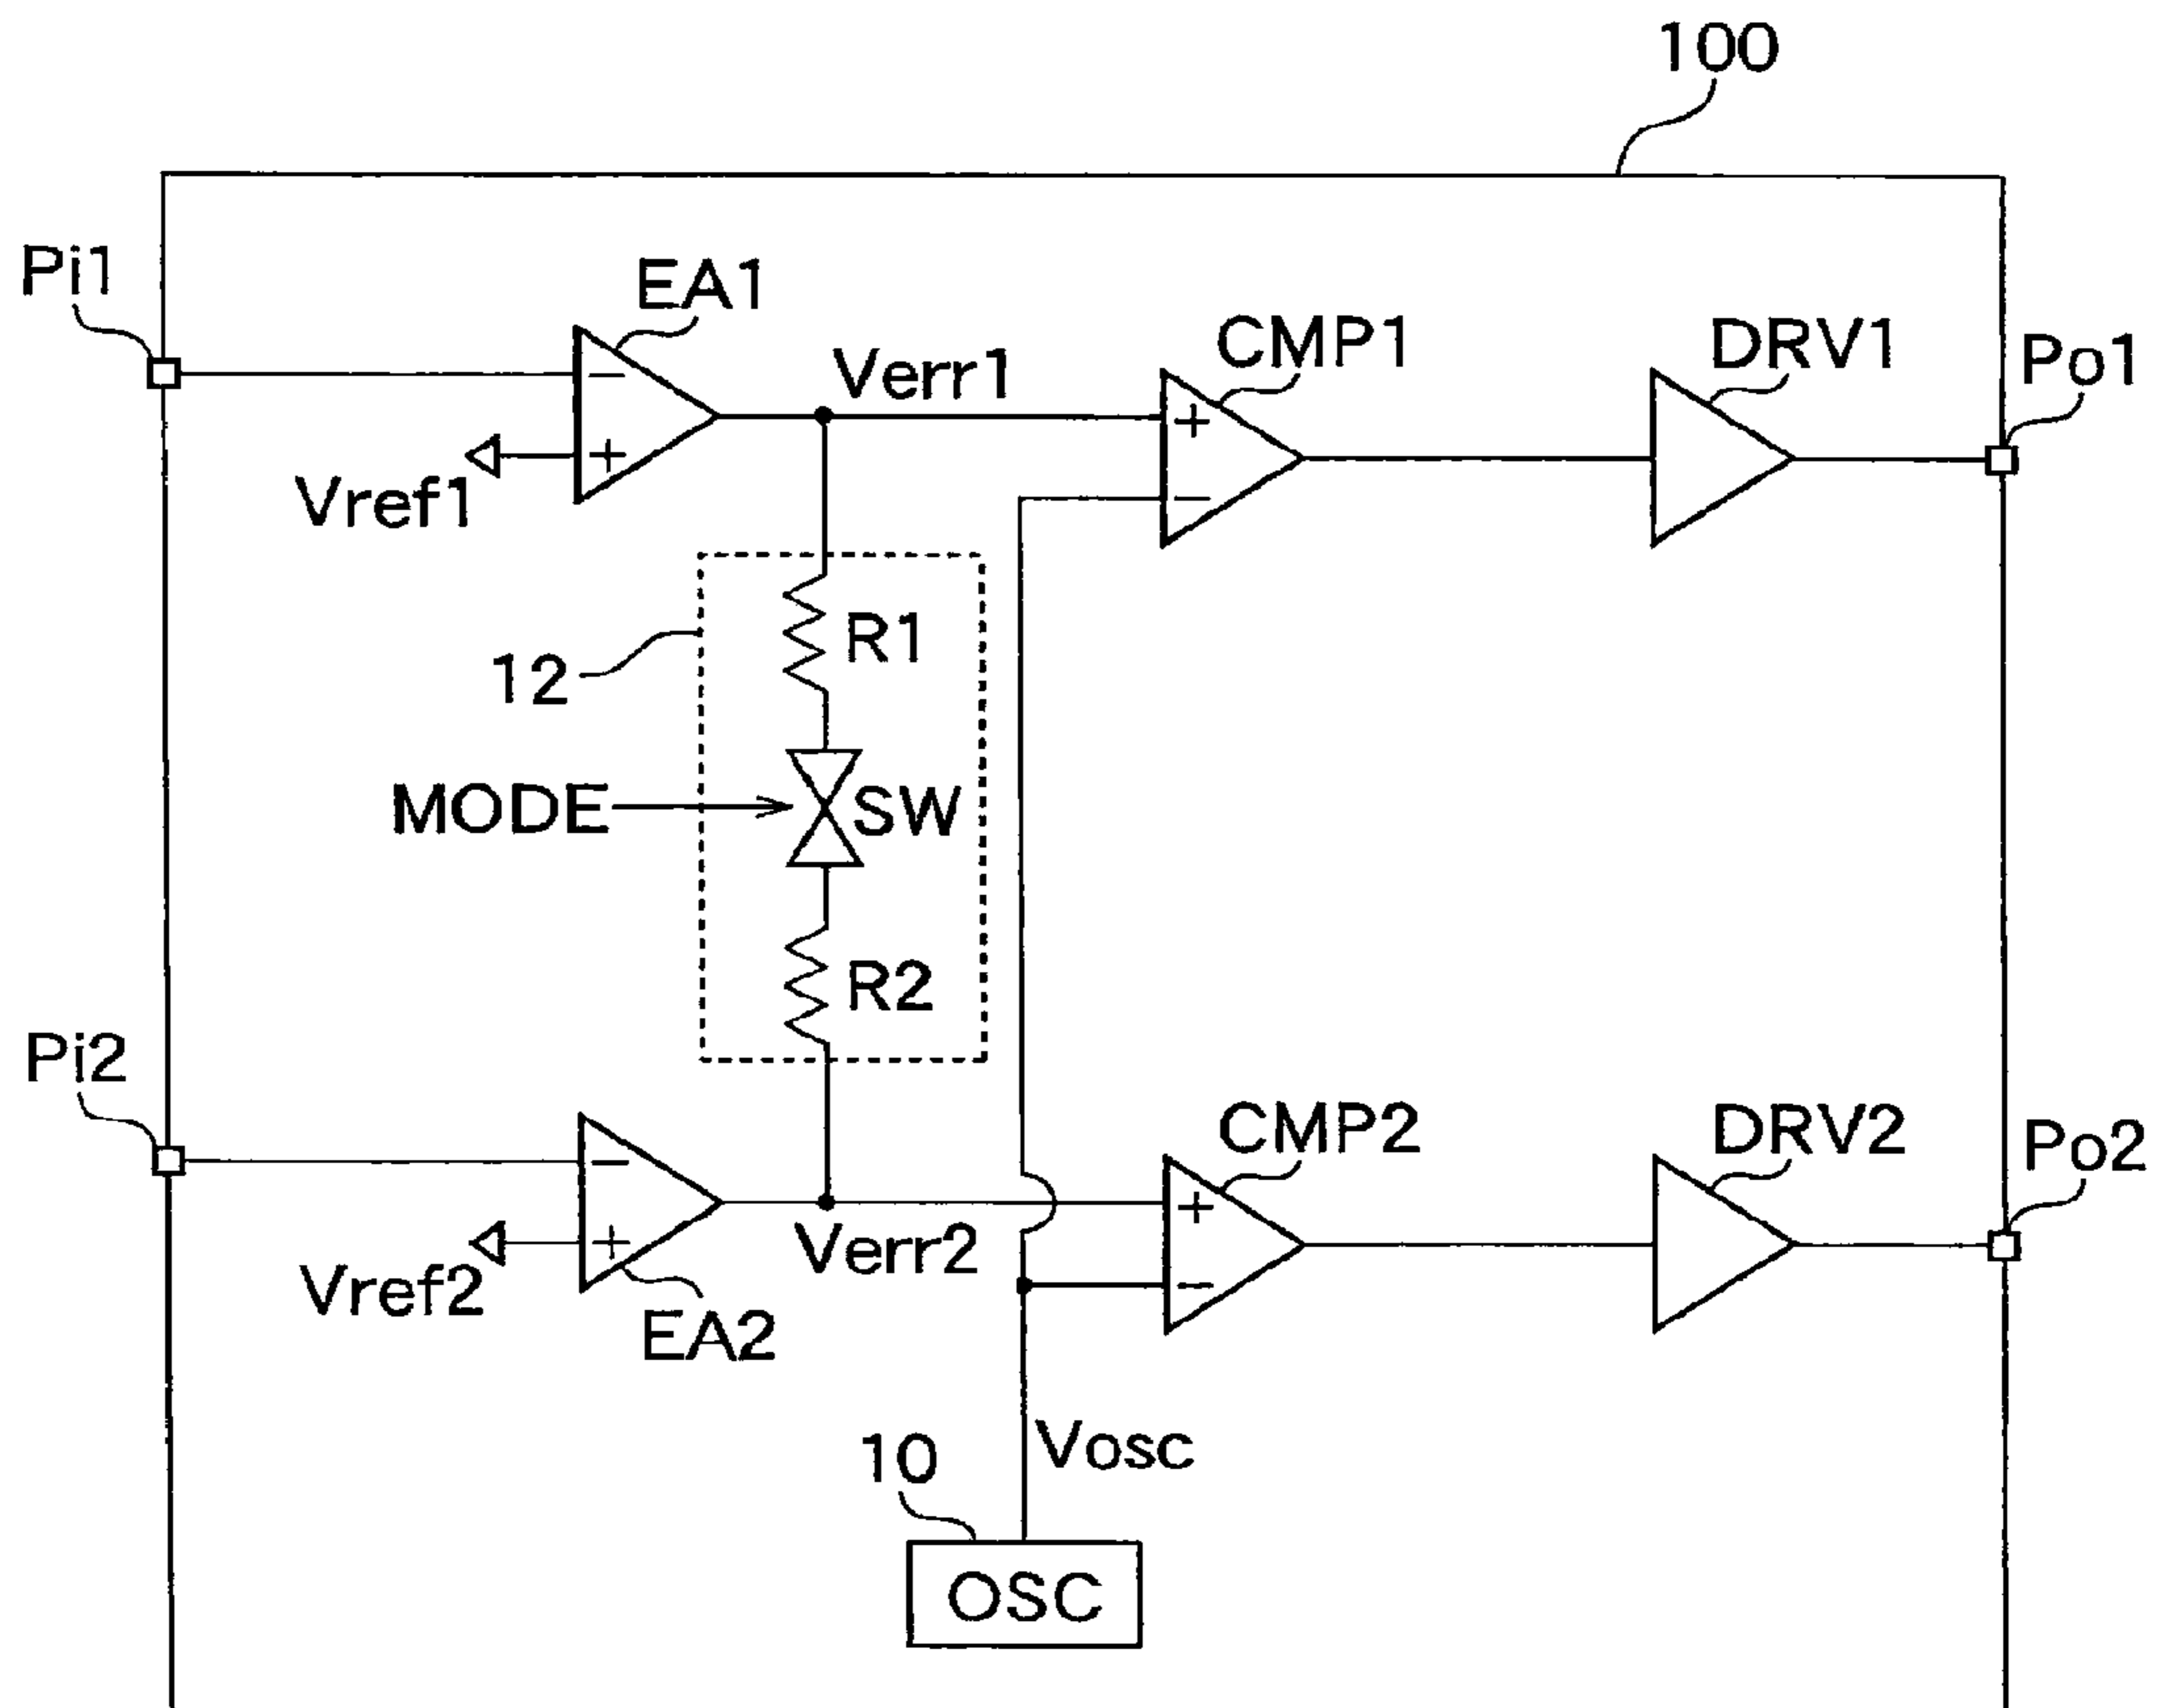 100
Pi1
EA1
Verr1
CMP1
DRV1
Po1
−
+
Vref1
+
−
12
R1
MODE
SW
R2
Pi2
EA2
Verr2
CMP2
DRV2
Po2
−
+
Vref2
+
−
10
Vosc
OSC